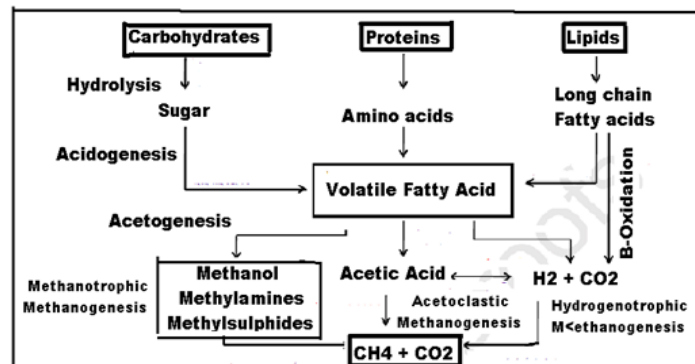 Carbohydrates Proteins Lipids
Hydrolysis
Sugar Amino acids Long chain
Fatty acids
Acidogenesis
Volatile Fatty Acid
B-Oxidation
Acetogenesis
Methanotrophic
Methanogenesis
Methanol
Methylamines
Methylsulphides
Acetic Acid H2 + CO2
Acetoclastic
Methanogenesis
Hydrogenotrophic
M<ethanogenesis
CH4 + CO2